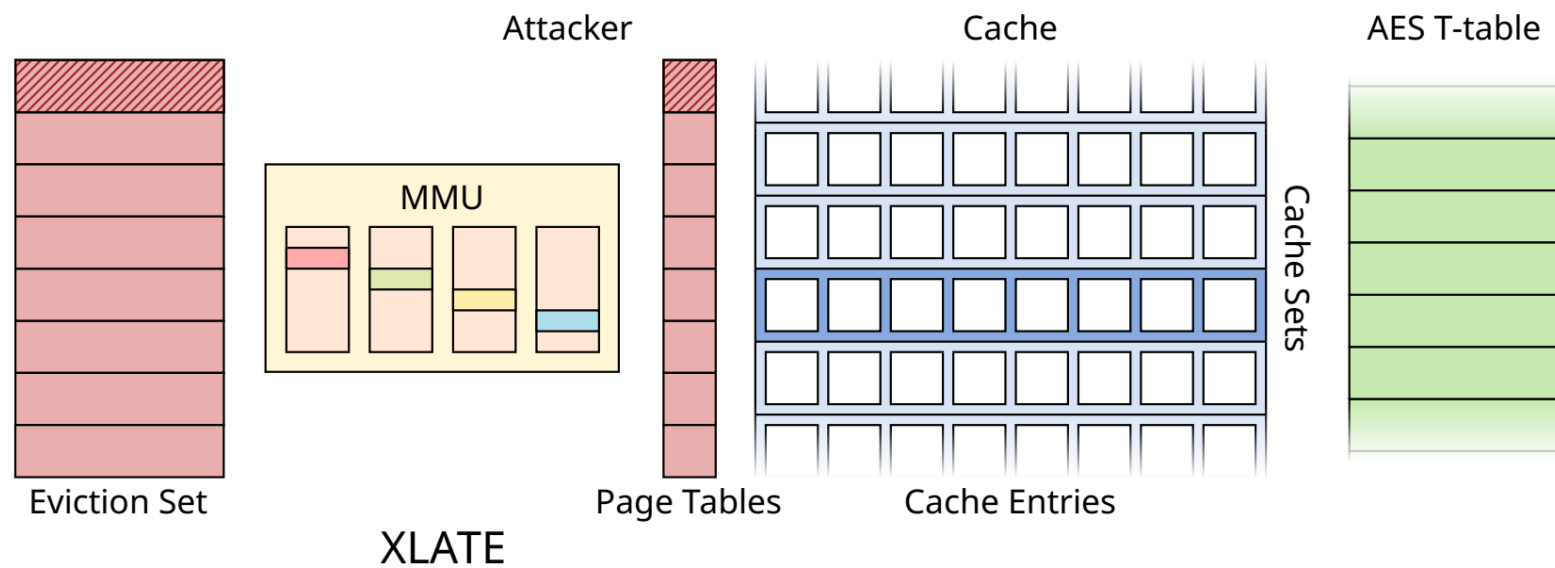 Attacker
Cache
AES T-table
MMU
Cache Sets
Eviction Set
Page Tables
Cache Entries
XLATE